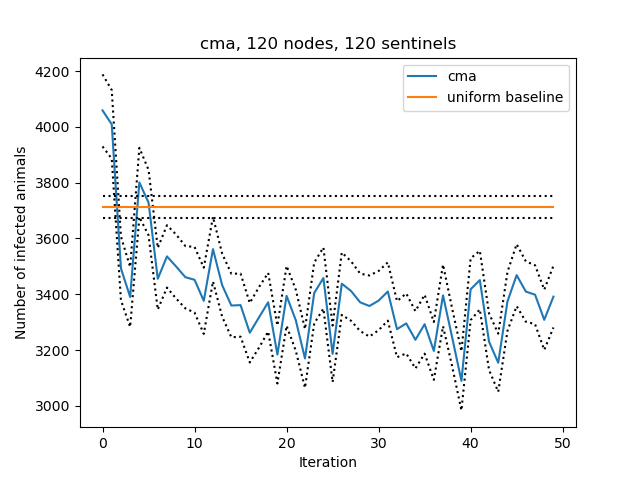 cma, 120 nodes, 120 sentinels
cma
uniform baseline
Number of infected animals
4200
4000
3800
3600
3400
3200
3000
0 10 20 30 40 50
Iteration